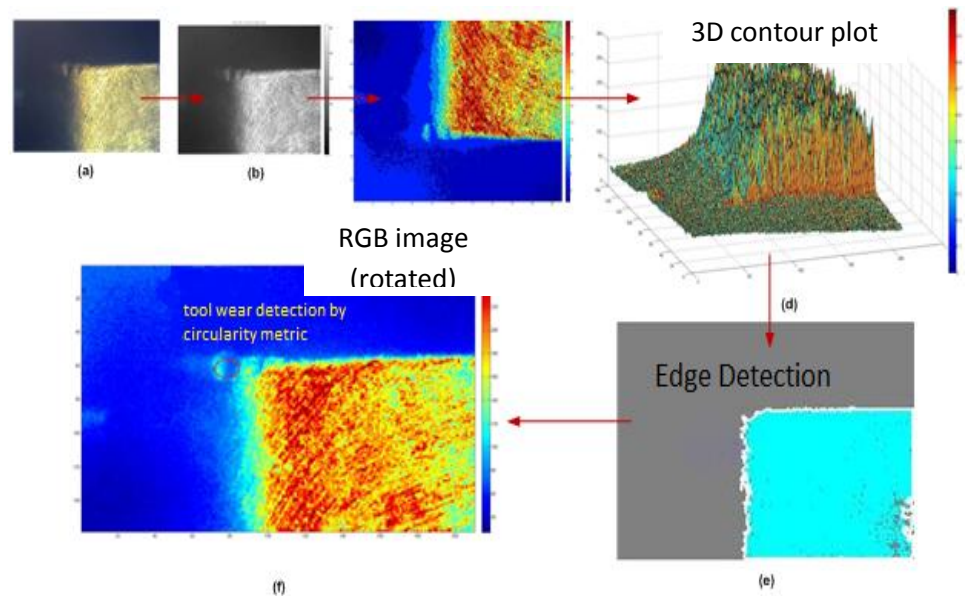 3D contour plot
(a)
(b)
RGB image
(rotated)
(d)
tool wear detection by
circularity metric
Edge Detection
(e)
(f)